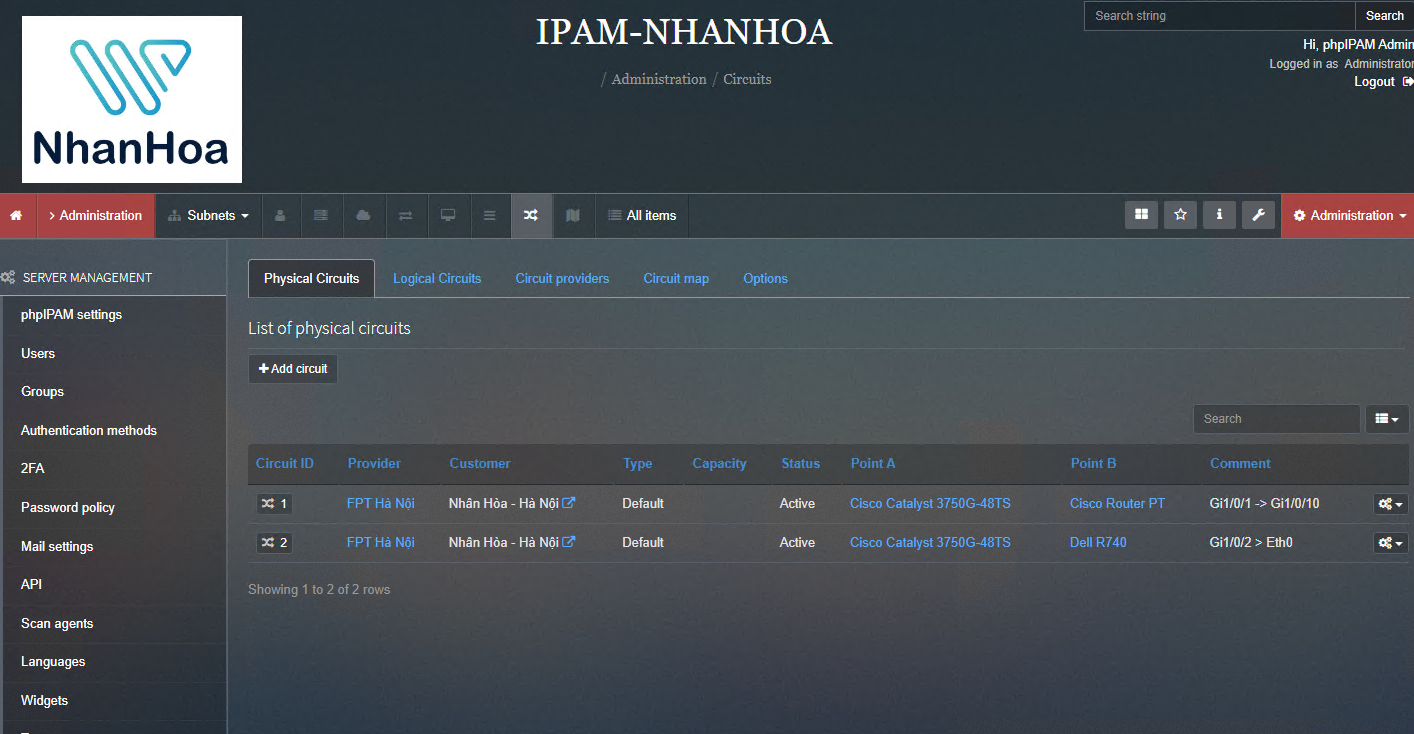 NhanHoa
IPAM-NHANHOA
/ Administration / Circuits
Search string Search
Hi, phpIPAM Admin
Logged in as Administrator
Logout
> Administration Subnets All items Administration
SERVER MANAGEMENT
phpIPAM settings
Users
Groups
Authentication methods
2FA
Password policy
Mail settings
API
Scan agents
Languages
Widgets
Physical Circuits Logical Circuits Circuit providers Circuit map Options
List of physical circuits
+ Add circuit
Search
Circuit ID Provider Customer Type Capacity Status Point A Point B Comment
1 FPT Hà Nội Nhân Hòa - Hà Nội Default Active Cisco Catalyst 3750G-48TS Cisco Router PT Gi1/0/1 -> Gi1/0/10
2 FPT Hà Nội Nhân Hòa - Hà Nội Default Active Cisco Catalyst 3750G-48TS Dell R740 Gi1/0/2 > Eth0
Showing 1 to 2 of 2 rows